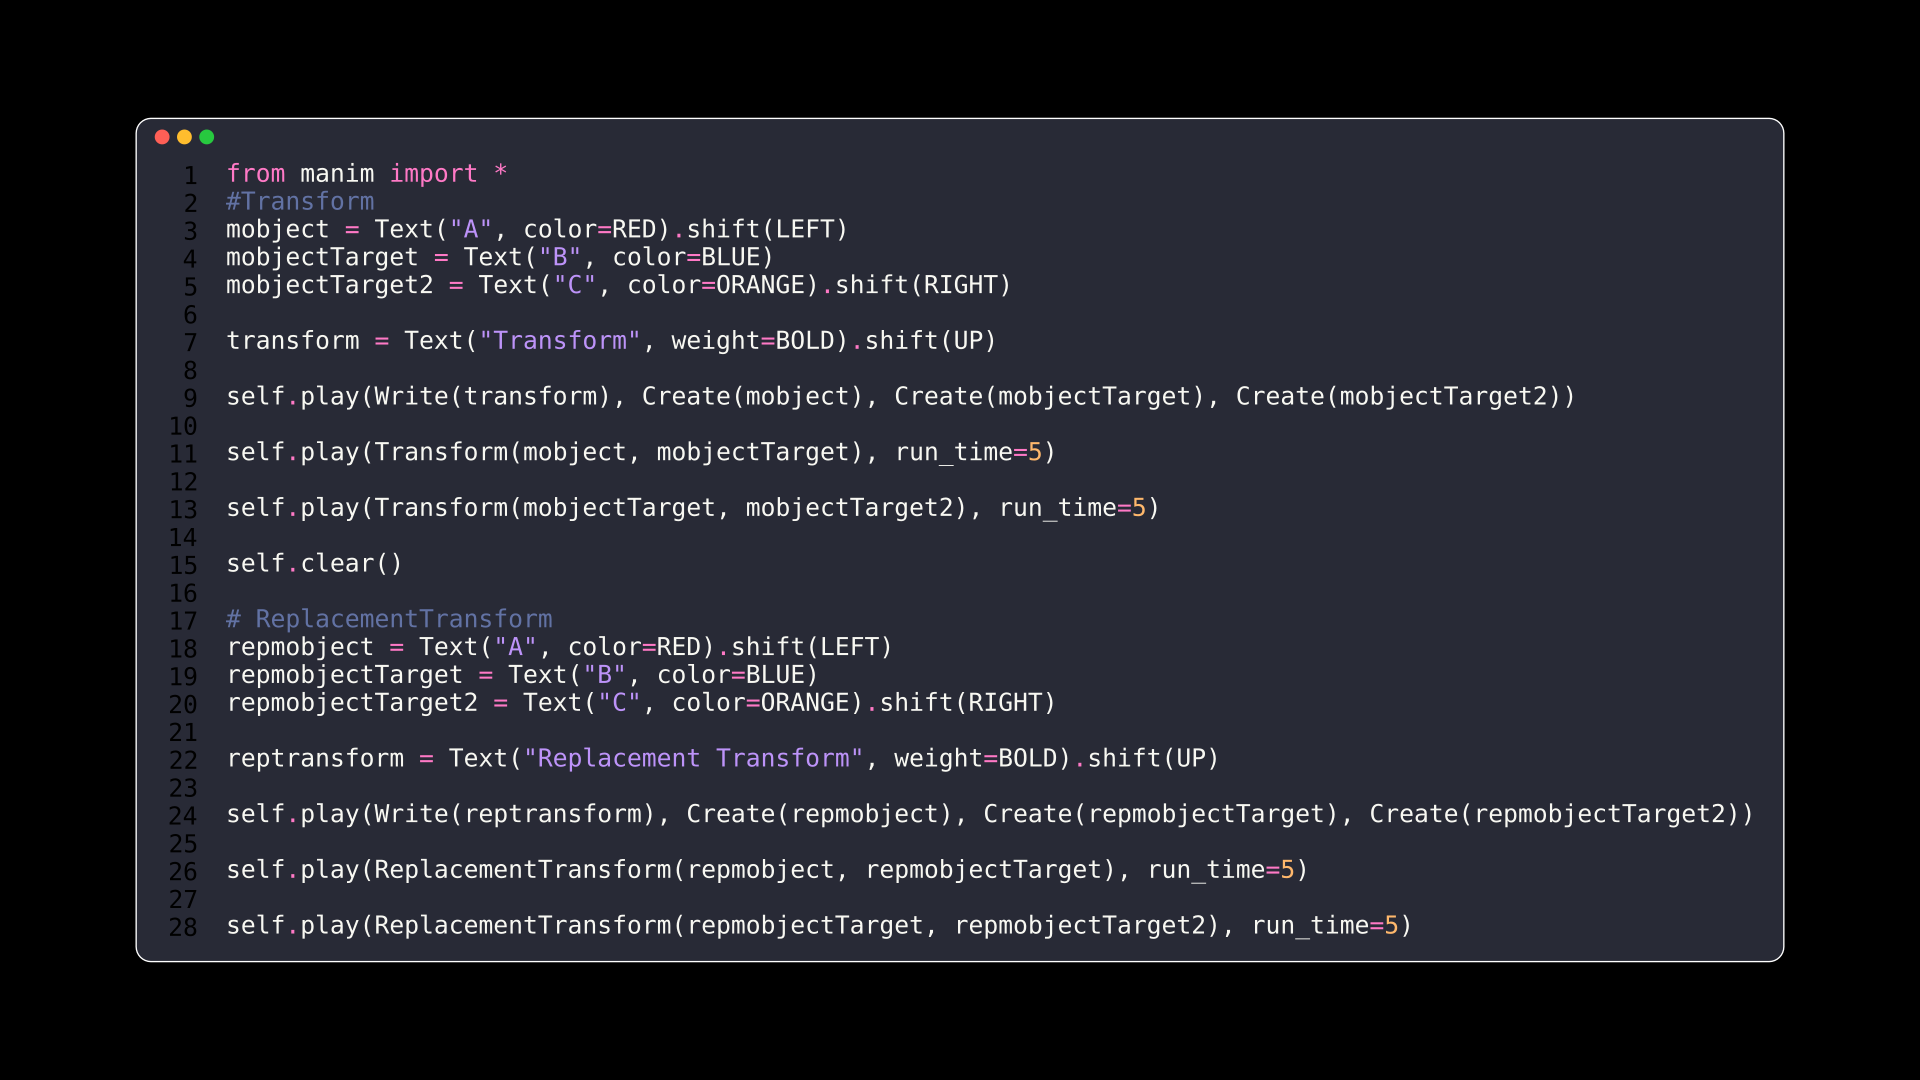 1 from manim import *
2 #Transform
3 mobject = Text("A", color=RED).shift(LEFT)
4 mobjectTarget = Text("B", color=BLUE)
5 mobjectTarget2 = Text("C", color=ORANGE).shift(RIGHT)
6
7 transform = Text("Transform", weight=BOLD).shift(UP)
8
9 self.play(Write(transform), Create(mobject), Create(mobjectTarget), Create(mobjectTarget2))
10
11 self.play(Transform(mobject, mobjectTarget), run_time=5)
12
13 self.play(Transform(mobjectTarget, mobjectTarget2), run_time=5)
14
15 self.clear()
16
17 # ReplacementTransform
18 repmobject = Text("A", color=RED).shift(LEFT)
19 repmobjectTarget = Text("B", color=BLUE)
20 repmobjectTarget2 = Text("C", color=ORANGE).shift(RIGHT)
21
22 reptransform = Text("Replacement Transform", weight=BOLD).shift(UP)
23
24 self.play(Write(reptransform), Create(repmobject), Create(repmobjectTarget), Create(repmobjectTarget2))
25
26 self.play(ReplacementTransform(repmobject, repmobjectTarget), run_time=5)
27
28 self.play(ReplacementTransform(repmobjectTarget, repmobjectTarget2), run_time=5)